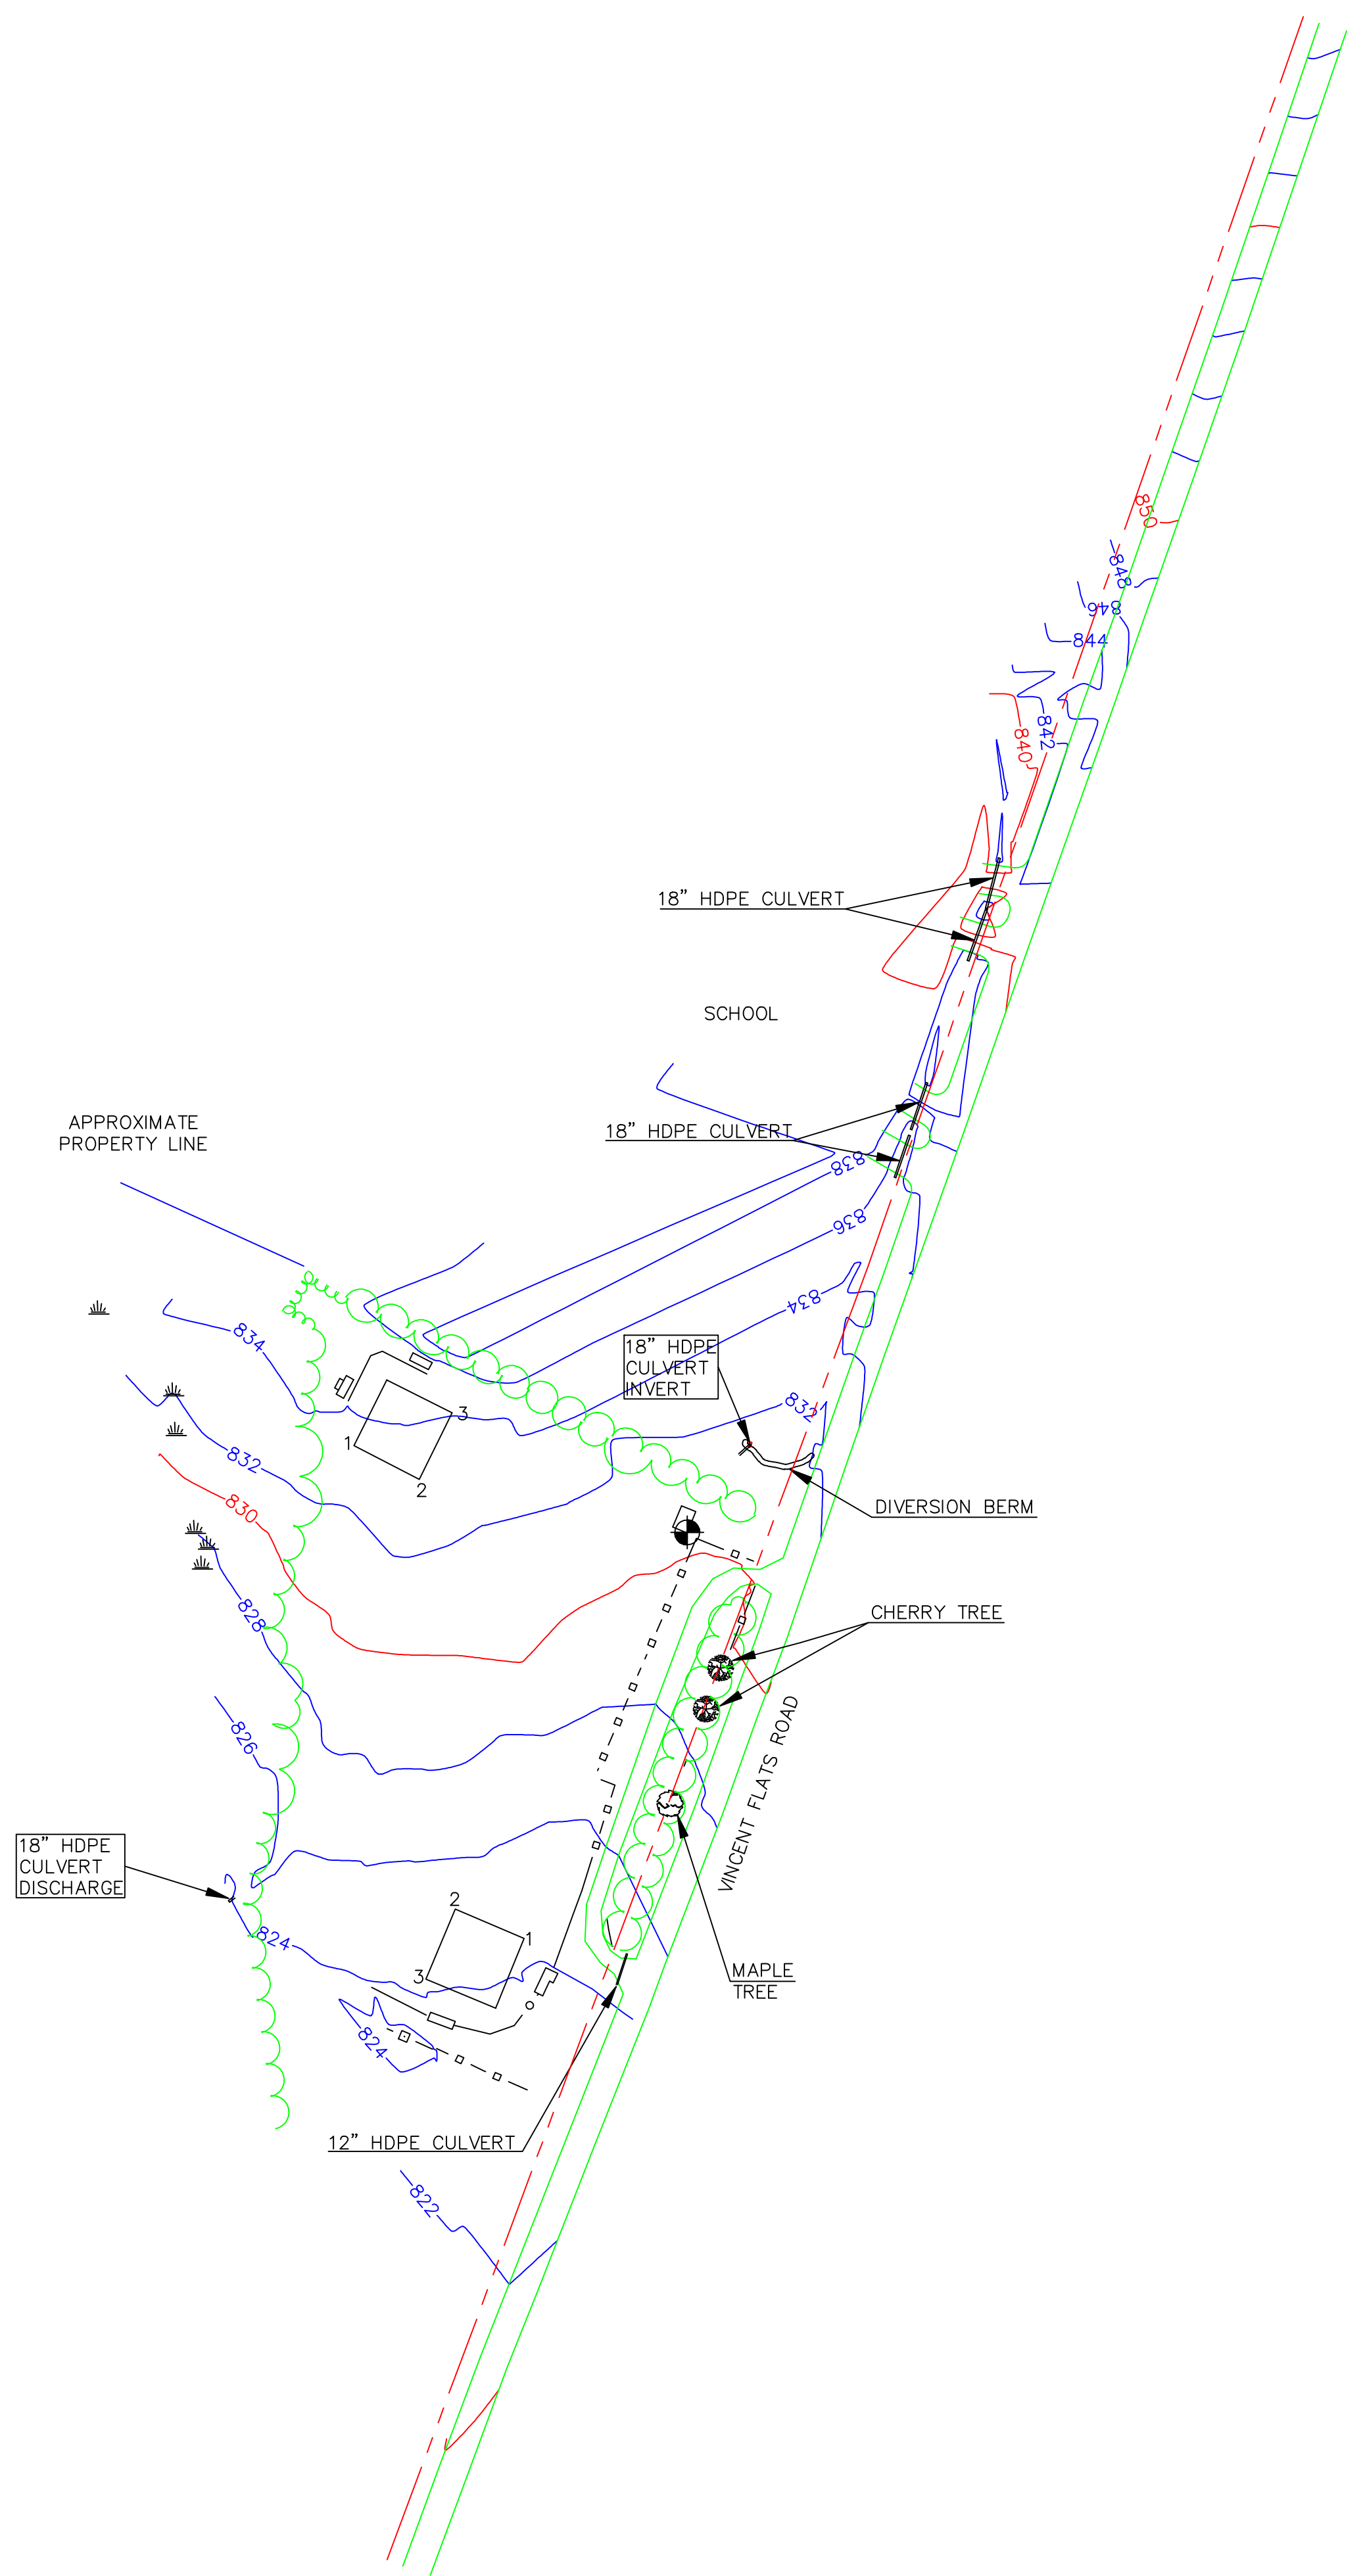 850
848
846
844
842
840
18” HDPE CULVERT
SCHOOL
APPROXIMATE
PROPERTY LINE
18” HDPE CULVERT
838
836
834
834
18” HDPE
CULVERT
INVERT
832
3
1
2
832
830
DIVERSION BERM
CHERRY TREE
828
826
VINCENT FLATS ROAD
18” HDPE
CULVERT
DISCHARGE
2
1
3
824
MAPLE
TREE
824
12” HDPE CULVERT
822